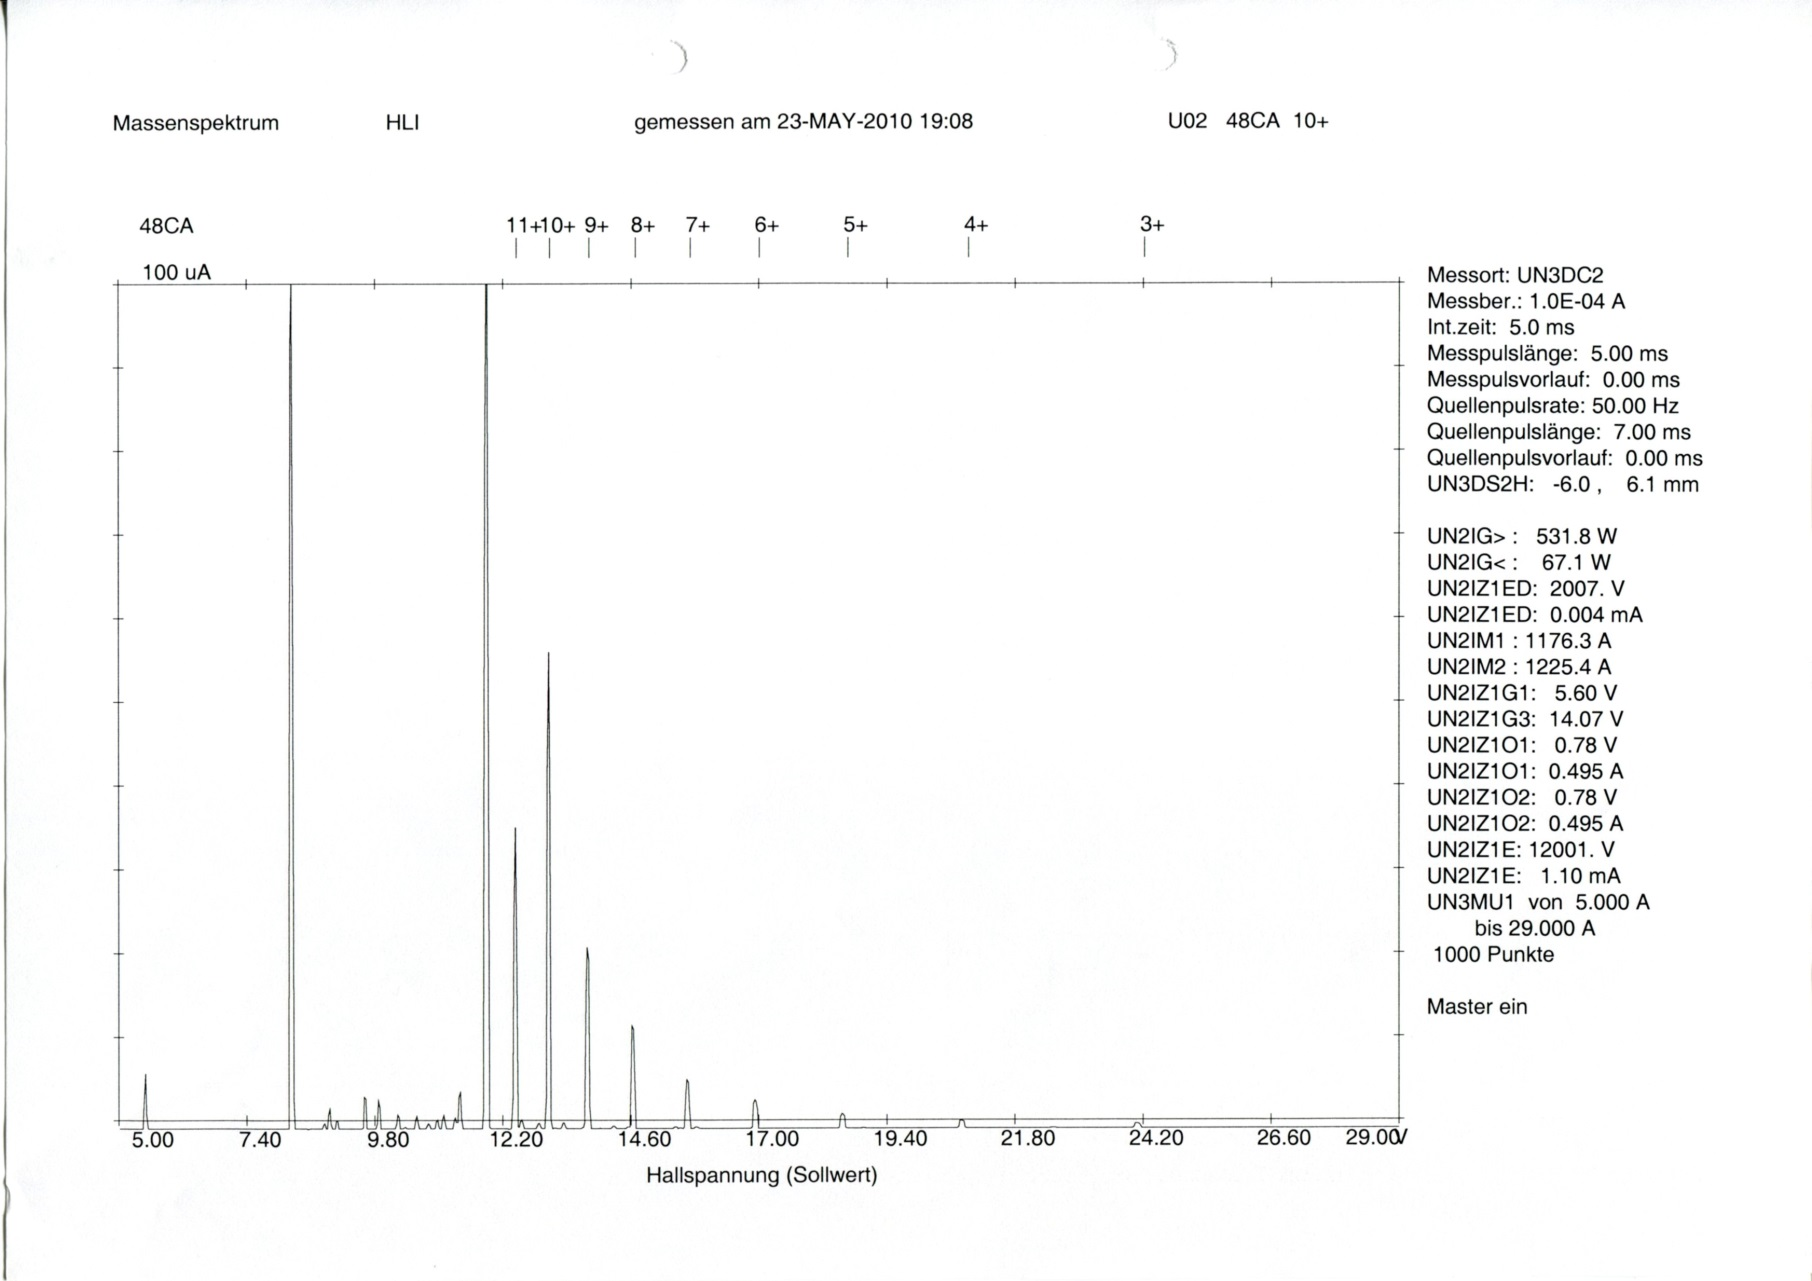 Massenspektrum HLI gemessen am 23-MAY-2010 19:08 U02 48CA 10+
48CA 11+ 10+ 9+ 8+ 7+ 6+ 5+ 4+ 3+
100 uA
Messort: UN3DC2
Messber.: 1.0E-04 A
Int.zeit: 5.0 ms
Messpulslänge: 5.00 ms
Messpulsvorlauf: 0.00 ms
Quellenpulsrate: 50.00 Hz
Quellenpulslänge: 7.00 ms
Quellenpulsvorlauf: 0.00 ms
UN3DS2H: -6.0 , 6.1 mm
UN2IG> : 531.8 W
UN2IG< : 67.1 W
UN2IZ1ED: 2007. V
UN2IZ1ED: 0.004 mA
UN2IM1 : 1176.3 A
UN2IM2 : 1225.4 A
UN2IZ1G1: 5.60 V
UN2IZ1G3: 14.07 V
UN2IZ1O1: 0.78 V
UN2IZ1O1: 0.495 A
UN2IZ1O2: 0.78 V
UN2IZ1O2: 0.495 A
UN2IZ1E: 12001. V
UN2IZ1E: 1.10 mA
UN3MU1 von 5.000 A
bis 29.000 A
1000 Punkte
Master ein
5.00 7.40 9.80 12.20 14.60 17.00 19.40 21.80 24.20 26.60 29.00 V
Hallspannung (Sollwert)